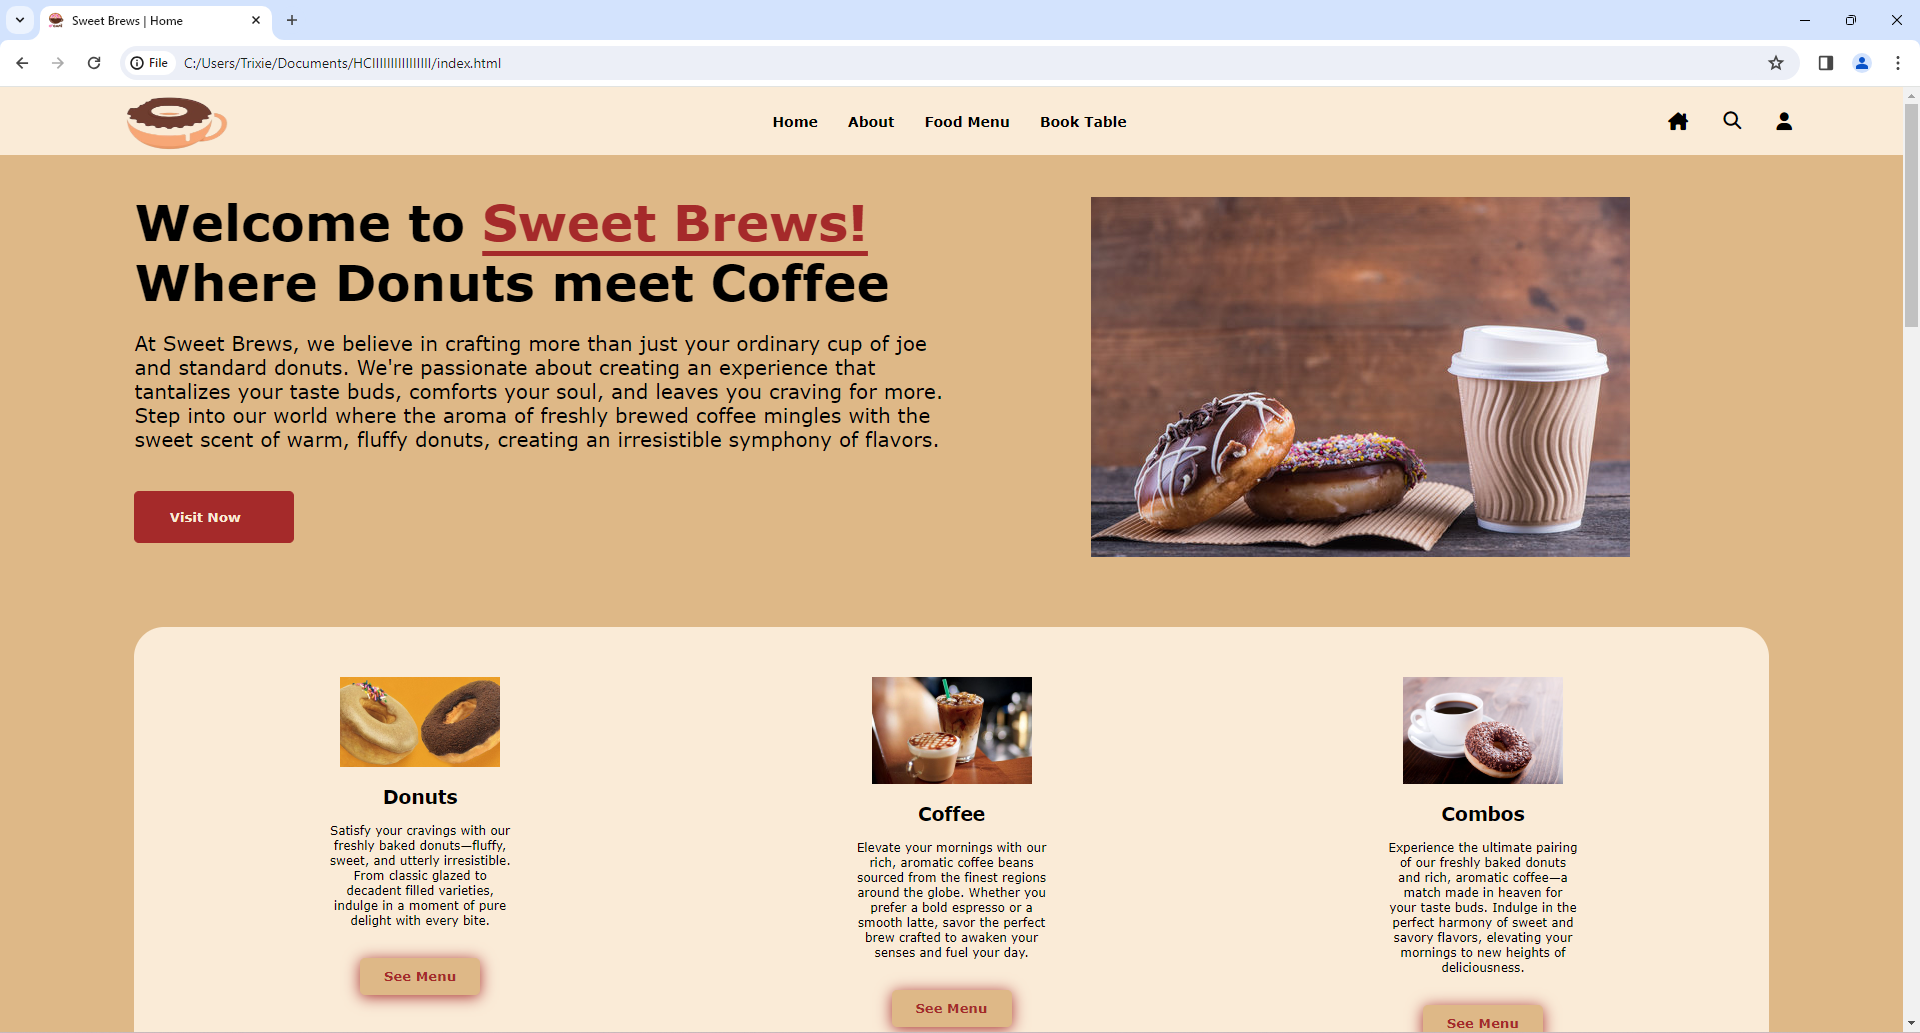 Sweet Brews | Home
File
C:/Users/Trixie/Documents/HCIIIIIIIIIIIIIIII/index.html
Home
About
Food Menu
Book Table
Welcome to Sweet Brews!
Where Donuts meet Coffee
At Sweet Brews, we believe in crafting more than just your ordinary cup of joe
and standard donuts. We're passionate about creating an experience that
tantalizes your taste buds, comforts your soul, and leaves you craving for more.
Step into our world where the aroma of freshly brewed coffee mingles with the
sweet scent of warm, fluffy donuts, creating an irresistible symphony of flavors.
Visit Now
Donuts
Satisfy your cravings with our
freshly baked donuts—fluffy,
sweet, and utterly irresistible.
From classic glazed to
decadent filled varieties,
indulge in a moment of pure
delight with every bite.
See Menu
Coffee
Elevate your mornings with our
rich, aromatic coffee beans
sourced from the finest regions
around the globe. Whether you
prefer a bold espresso or a
smooth latte, savor the perfect
brew crafted to awaken your
senses and fuel your day.
See Menu
Combos
Experience the ultimate pairing
of our freshly baked donuts
and rich, aromatic coffee—a
match made in heaven for
your taste buds. Indulge in the
perfect harmony of sweet and
savory flavors, elevating your
mornings to new heights of
deliciousness.
See Menu